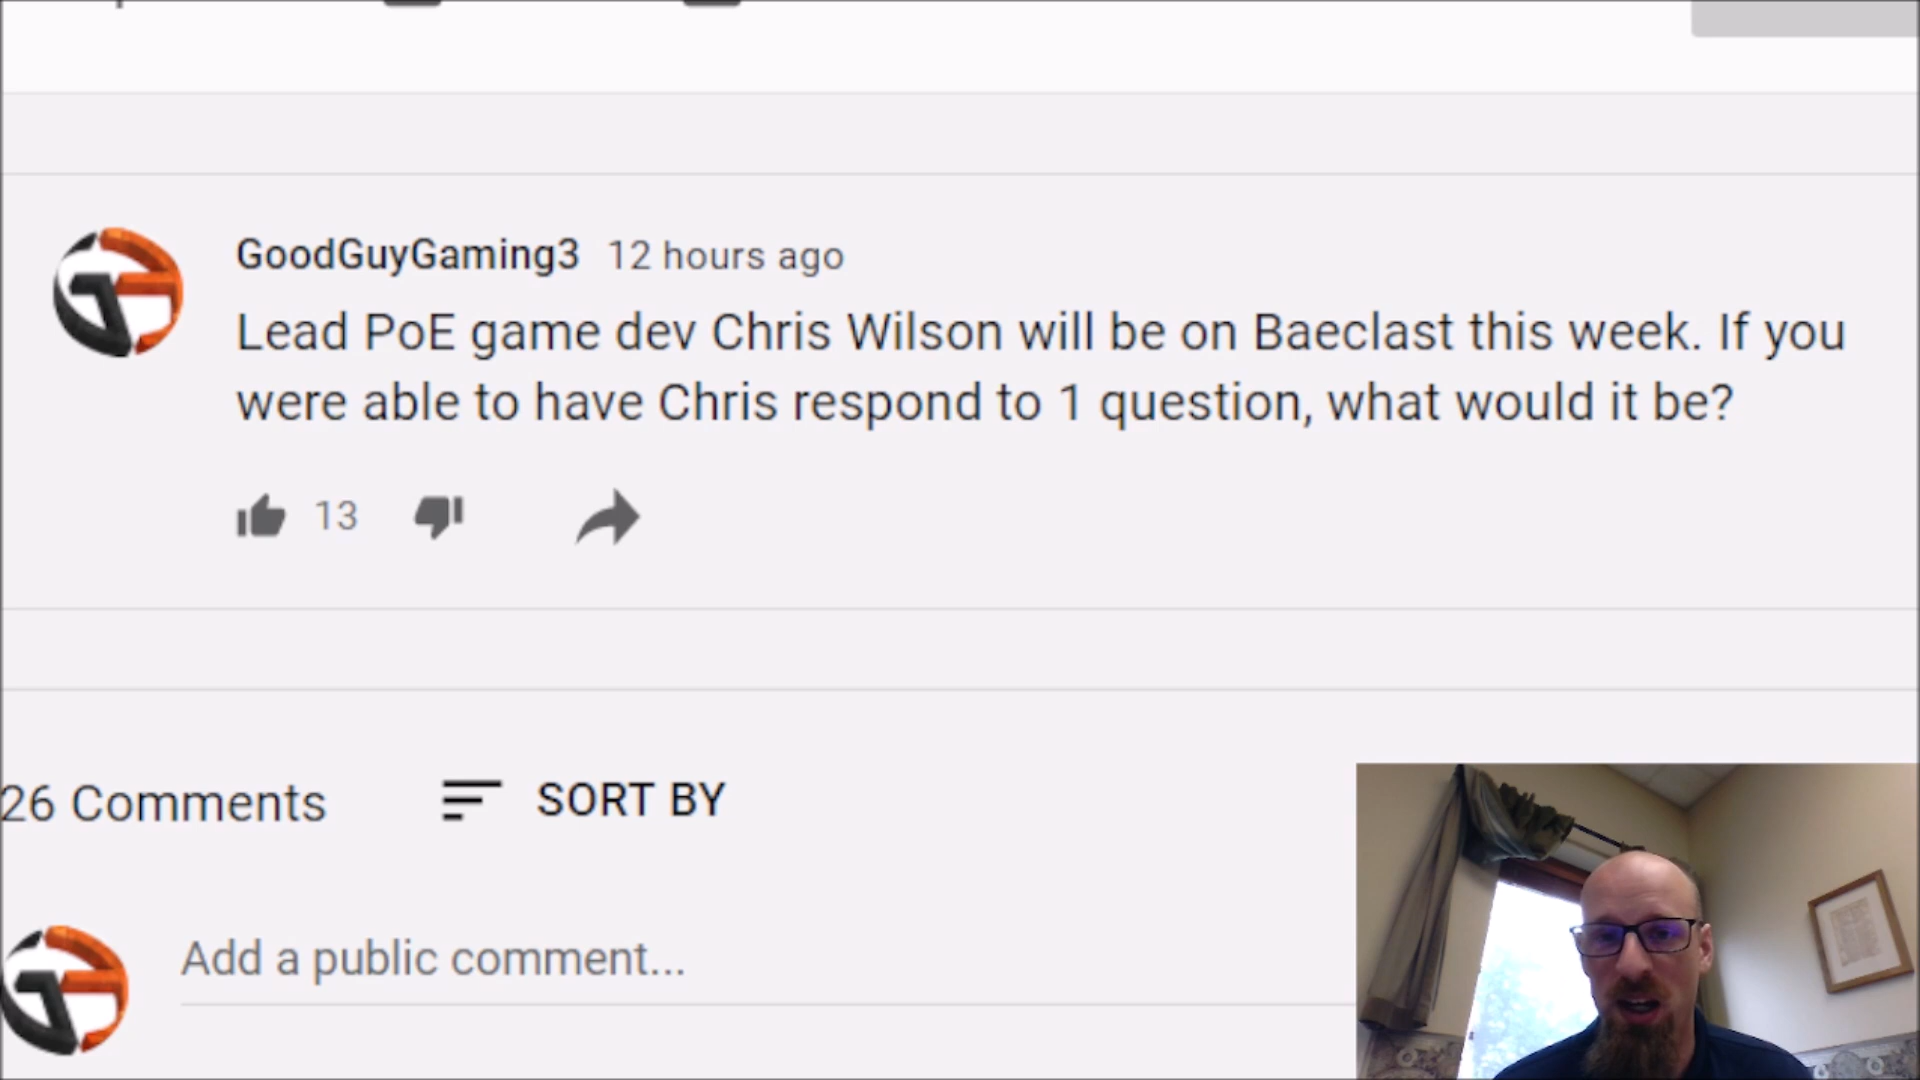 GoodGuyGaming3 12 hours ago
Lead PoE game dev Chris Wilson will be on Baeclast this week. If you
were able to have Chris respond to 1 question, what would it be?
13
26 Comments SORT BY
Add a public comment...